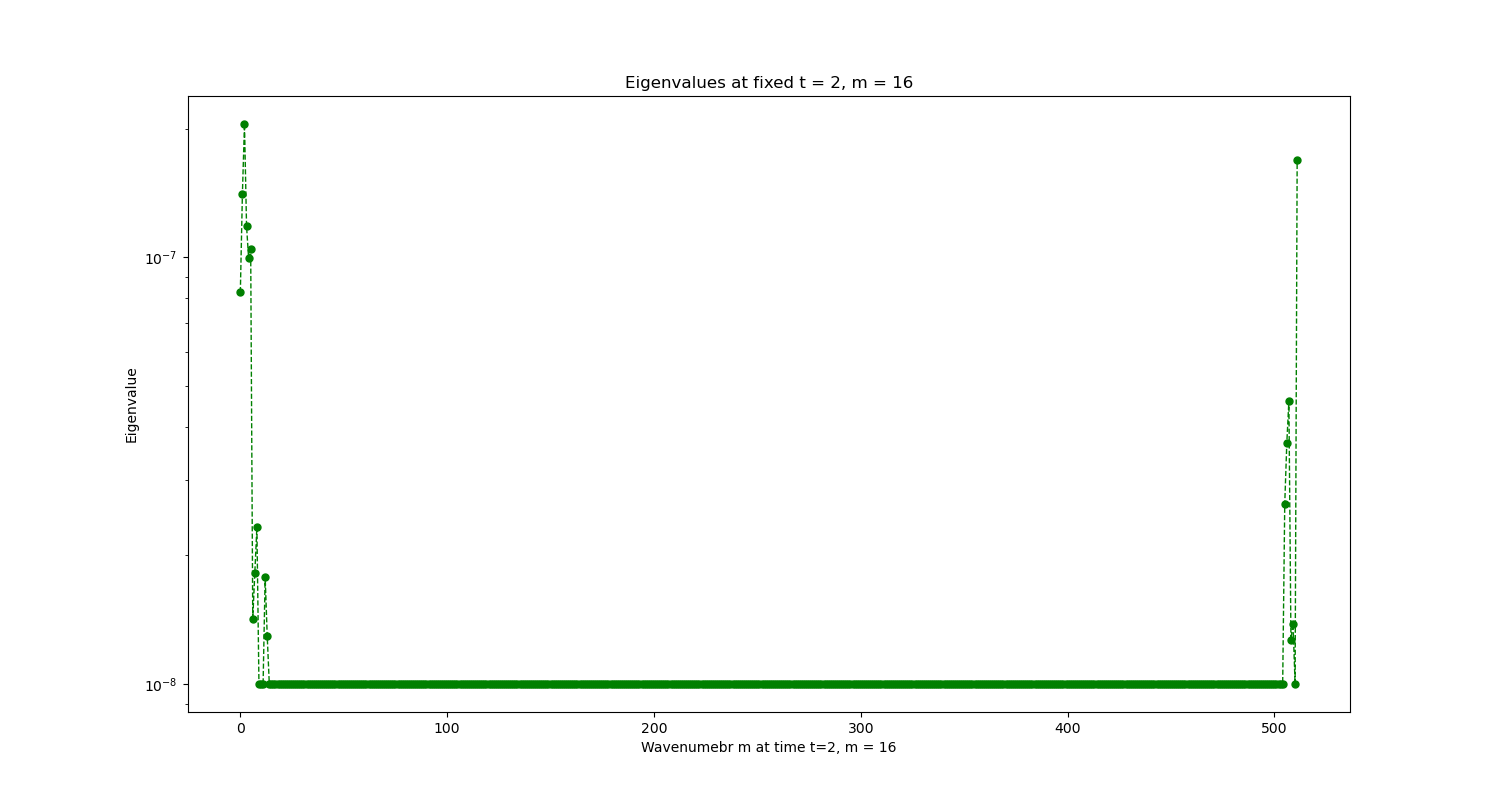 Eigenvalues at fixed t = 2, m = 16
Eigenvalue
10⁻⁷
10⁻⁸
0 100 200 300 400 500
Wavenumebr m at time t=2, m = 16